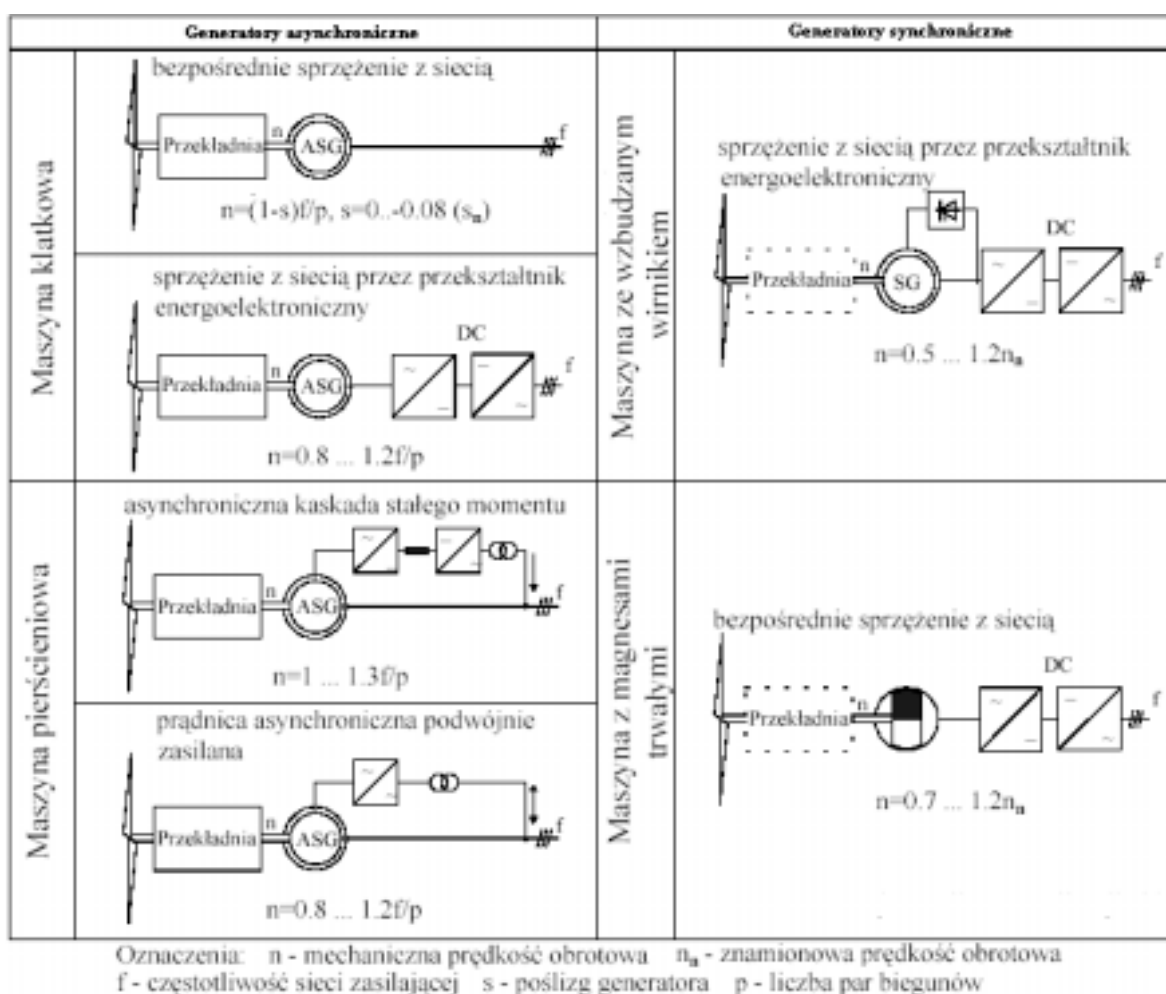 Generatory asynchroniczne
Generatory synchroniczne
Maszyna klatkowa
bezpośrednie sprzężenie z siecią
Przekładnia
n
ASG
f
n=(1-s)f/p, s=0..-0.08 (sₙ)
sprzężenie z siecią przez przekształtnik
energoelektroniczny
DC
Przekładnia
n
ASG
~
–
–
~
f
n=0.8 ... 1.2f/p
Maszyna pierścieniowa
asynchroniczna kaskada stałego momentu
~
–
–
Przekładnia
n
ASG
f
n=1 ... 1.3f/p
prądnica asynchroniczna podwójnie
zasilana
~
Przekładnia
n
ASG
f
n=0.8 ... 1.2f/p
Maszyna ze wzbudzanym
wirnikiem
sprzężenie z siecią przez przekształtnik
energoelektroniczny
DC
Przekładnia
n
SG
~
–
–
~
f
n=0.5 ... 1.2nₙ
Maszyna z magnesami
trwałymi
bezpośrednie sprzężenie z siecią
DC
Przekładnia
n
~
–
–
~
f
n=0.7 ... 1.2nₙ
Oznaczenia: n - mechaniczna prędkość obrotowa nₙ - znamionowa prędkość obrotowa
f - częstotliwość sieci zasilającej s - poślizg generatora p - liczba par biegunów